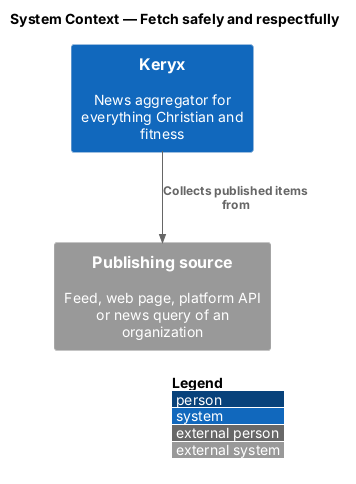 System Context — Fetch safely and respectfully
Keryx
News aggregator for
everything Christian and
fitness
Collects published items
from
Publishing source
Feed, web page, platform API
or news query of an
organization
Legend
person
system
external person
external system